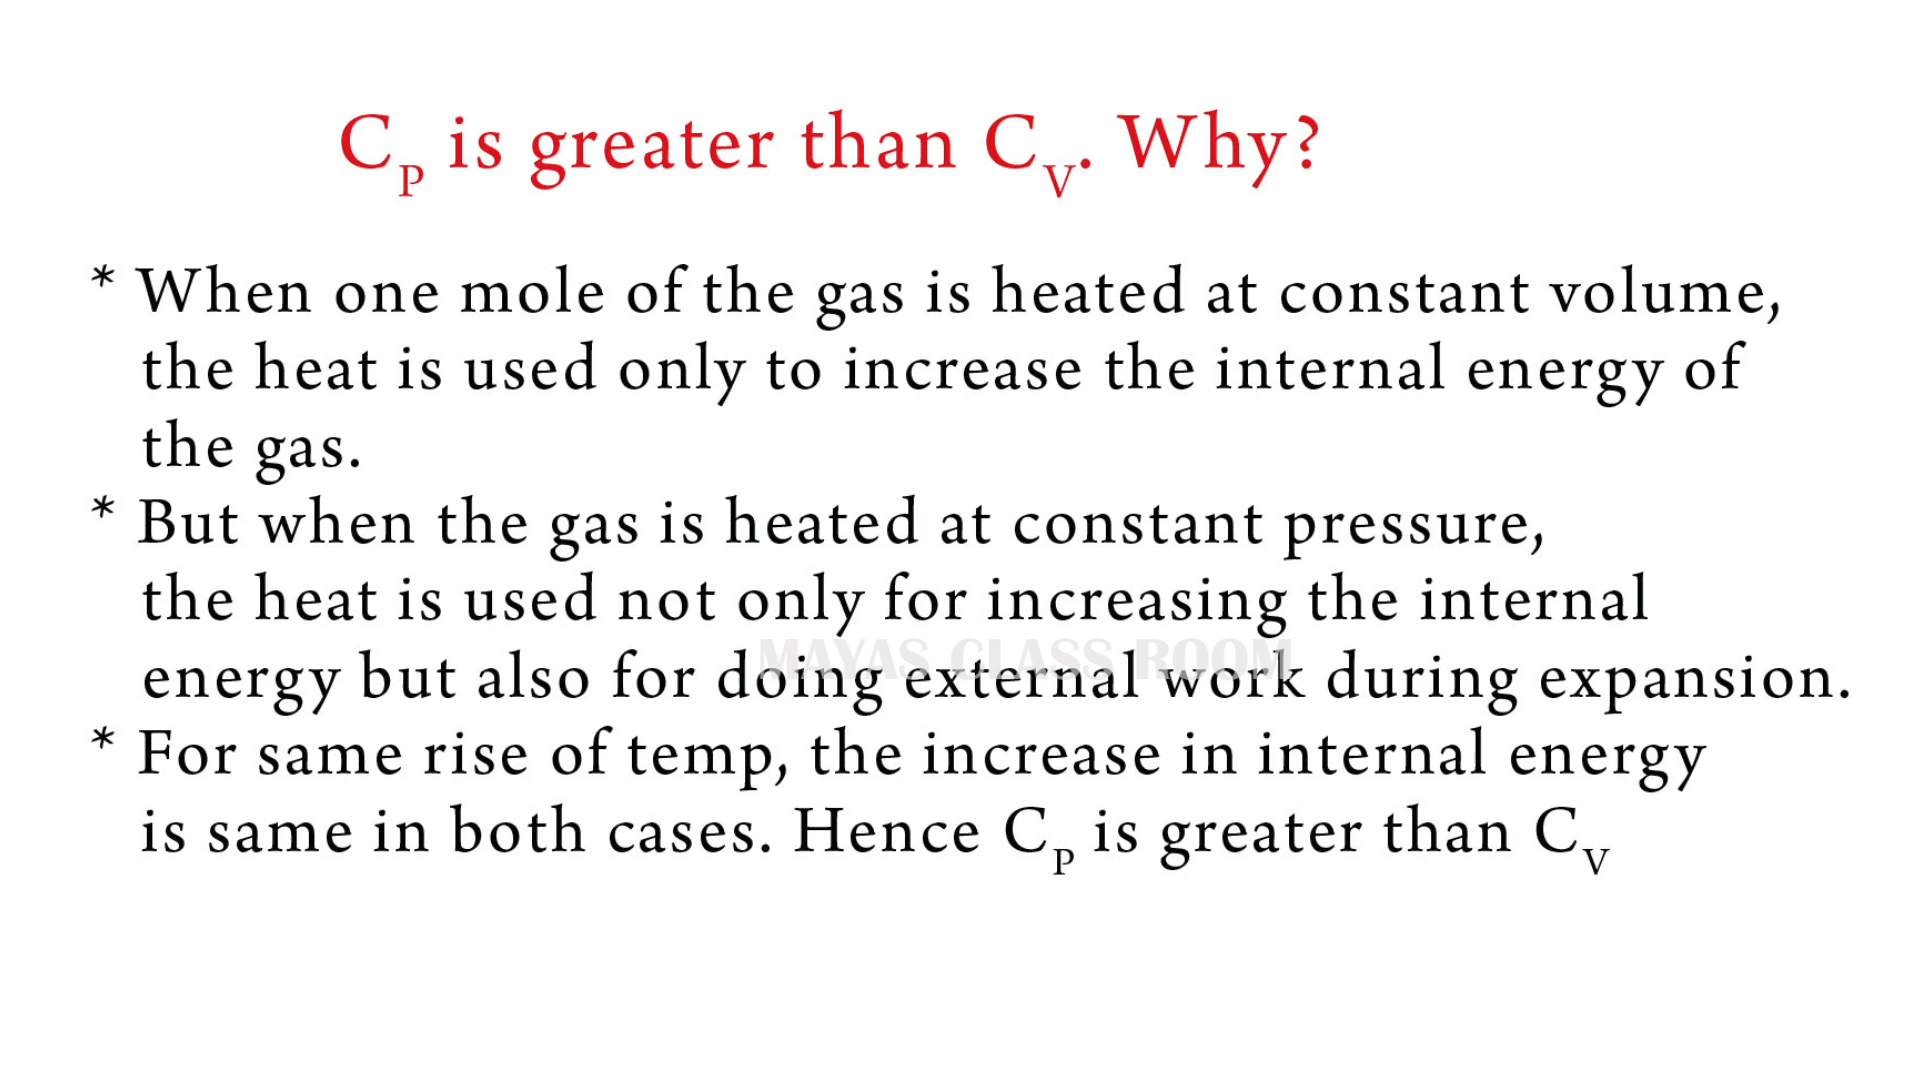 C_P is greater than C_V. Why?
* When one mole of the gas is heated at constant volume,
the heat is used only to increase the internal energy of
the gas.
* But when the gas is heated at constant pressure,
the heat is used not only for increasing the internal
MAYAS CLASS ROOM
energy but also for doing external work during expansion.
* For same rise of temp, the increase in internal energy
is same in both cases. Hence C_P is greater than C_V